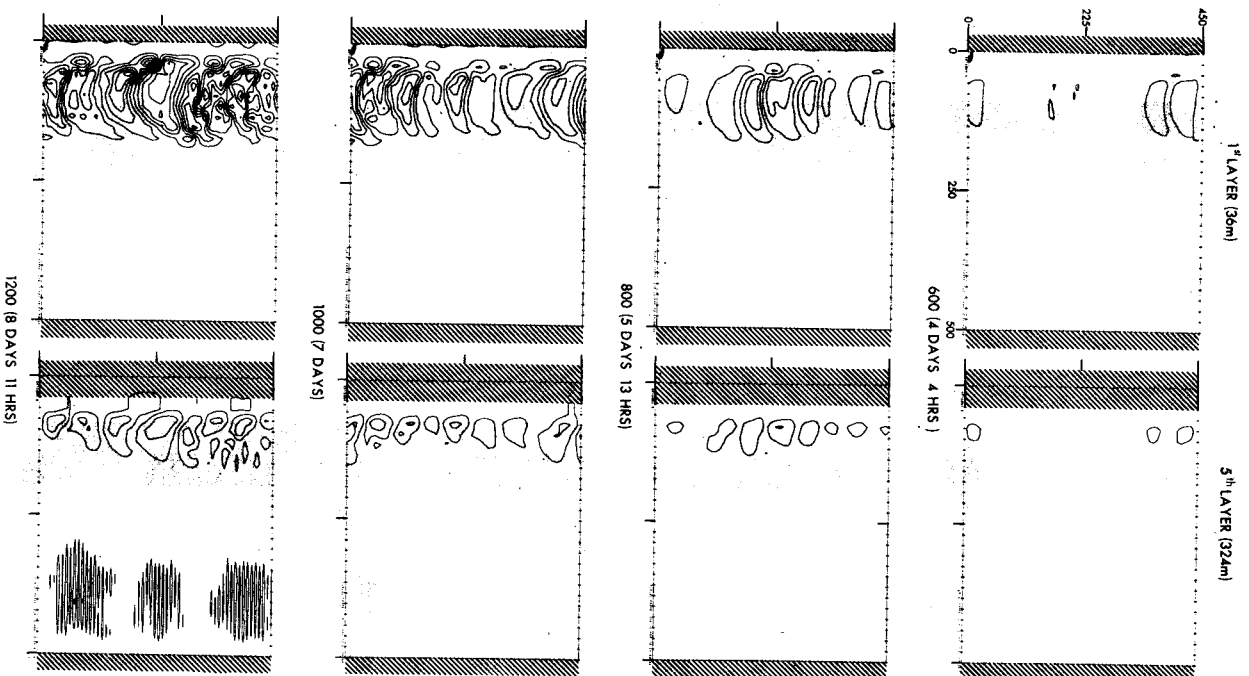 1st LAYER (36m)
5th LAYER (324m)
0
225
450
0
250
500
600 (4 DAYS 4 HRS )
800 (5 DAYS 13 HRS)
1000 (7 DAYS)
1200 (8 DAYS 11 HRS)